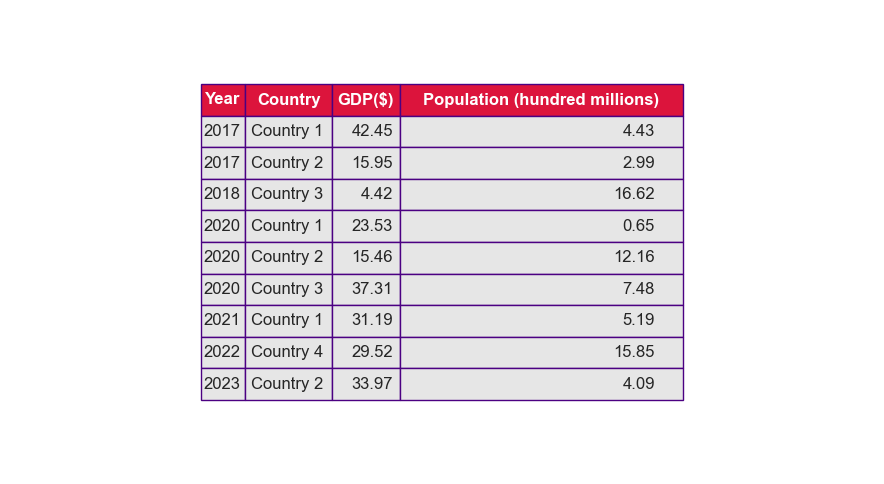 Year Country GDP($) Population (hundred millions)
2017 Country 1 42.45 4.43
2017 Country 2 15.95 2.99
2018 Country 3 4.42 16.62
2020 Country 1 23.53 0.65
2020 Country 2 15.46 12.16
2020 Country 3 37.31 7.48
2021 Country 1 31.19 5.19
2022 Country 4 29.52 15.85
2023 Country 2 33.97 4.09